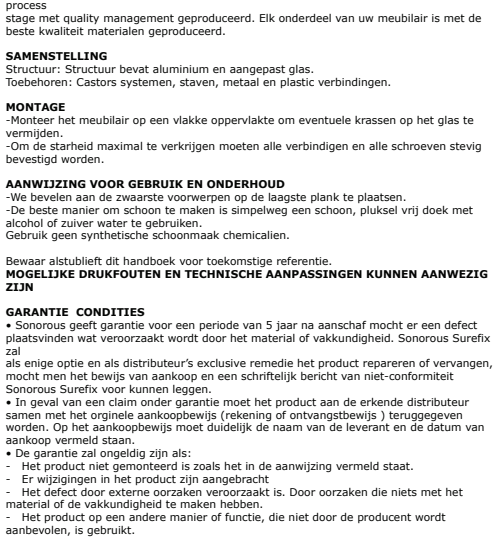 process
stage met quality management geproduceerd. Elk onderdeel van uw meubilair is met de
beste kwaliteit materialen geproduceerd.
SAMENSTELLING
Structuur: Structuur bevat aluminium en aangepast glas.
Toebehoren: Castors systemen, staven, metaal en plastic verbindingen.
MONTAGE
-Monteer het meubilair op een vlakke oppervlakte om eventuele krassen op het glas te
vermijden.
-Om de starheid maximal te verkrijgen moeten alle verbindigen en alle schroeven stevig
bevestigd worden.
AANWIJZING VOOR GEBRUIK EN ONDERHOUD
-We bevelen aan de zwaarste voorwerpen op de laagste plank te plaatsen.
-De beste manier om schoon te maken is simpelweg een schoon, pluksel vrij doek met
alcohol of zuiver water te gebruiken.
Gebruik geen synthetische schoonmaak chemicalien.
Bewaar alstublieft dit handboek voor toekomstige referentie.
MOGELIJKE DRUKFOUTEN EN TECHNISCHE AANPASSINGEN KUNNEN AANWEZIG
ZIJN
GARANTIE CONDITIES
• Sonorous geeft garantie voor een periode van 5 jaar na aanschaf mocht er een defect
plaatsvinden wat veroorzaakt wordt door het material of vakkundigheid. Sonorous Surefix
zal
als enige optie en als distributeur's exclusive remedie het product repareren of vervangen,
mocht men het bewijs van aankoop en een schriftelijk bericht van niet-conformiteit
Sonorous Surefix voor kunnen leggen.
• In geval van een claim onder garantie moet het product aan de erkende distributeur
samen met het orginele aankoopbewijs (rekening of ontvangstbewijs ) teruggegeven
worden. Op het aankoopbewijs moet duidelijk de naam van de leverant en de datum van
aankoop vermeld staan.
• De garantie zal ongeldig zijn als:
- Het product niet gemonteerd is zoals het in de aanwijzing vermeld staat.
- Er wijzigingen in het product zijn aangebracht
- Het defect door externe oorzaken veroorzaakt is. Door oorzaken die niets met het
material of de vakkundigheid te maken hebben.
- Het product op een andere manier of functie, die niet door de producent wordt
aanbevolen, is gebruikt.